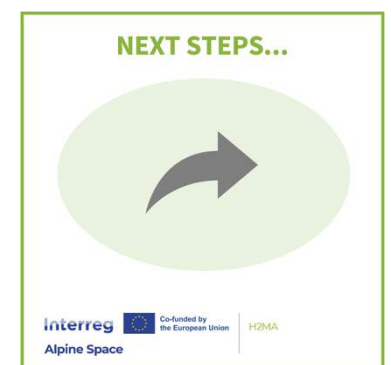 NEXT STEPS...
Interreg
Co-funded by
the European Union
H2MA
Alpine Space